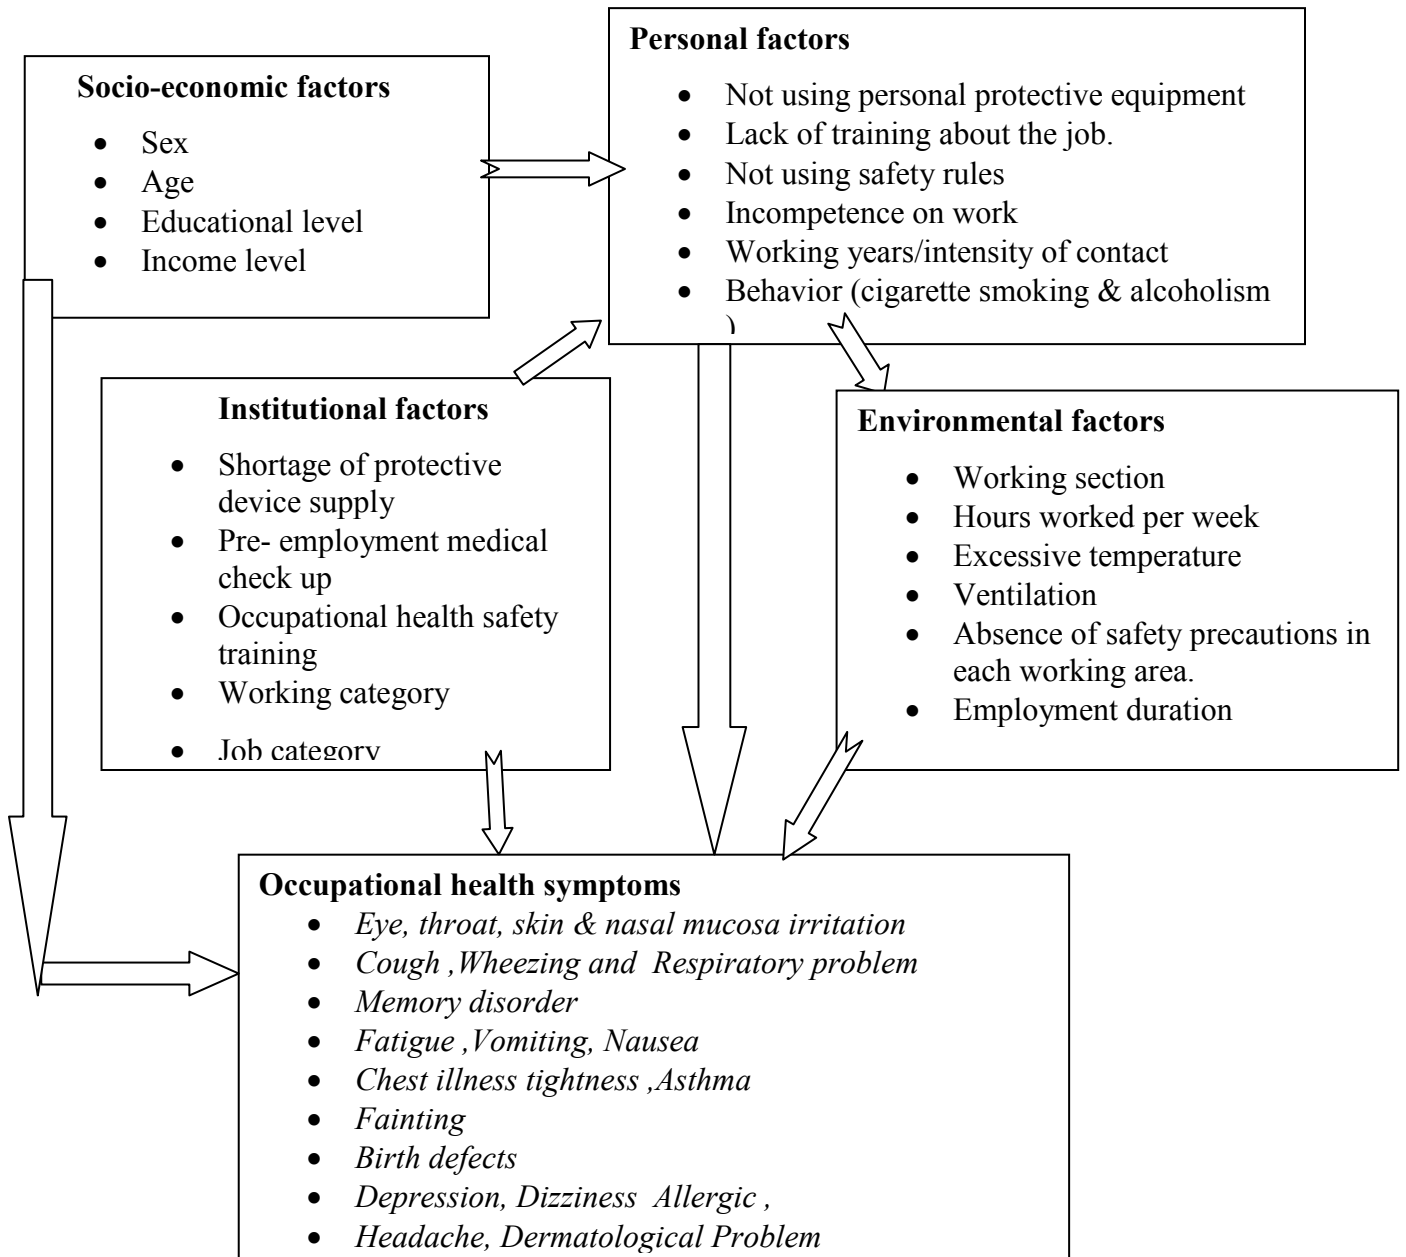 Socio-economic factors
• Sex
• Age
• Educational level
• Income level
Personal factors
• Not using personal protective equipment
• Lack of training about the job.
• Not using safety rules
• Incompetence on work
• Working years/intensity of contact
• Behavior (cigarette smoking & alcoholism
)
Institutional factors
• Shortage of protective
device supply
• Pre- employment medical
check up
• Occupational health safety
training
• Working category
• Job category
Environmental factors
• Working section
• Hours worked per week
• Excessive temperature
• Ventilation
• Absence of safety precautions in
each working area.
• Employment duration
Occupational health symptoms
• Eye, throat, skin & nasal mucosa irritation
• Cough ,Wheezing and Respiratory problem
• Memory disorder
• Fatigue ,Vomiting, Nausea
• Chest illness tightness ,Asthma
• Fainting
• Birth defects
• Depression, Dizziness Allergic ,
• Headache, Dermatological Problem